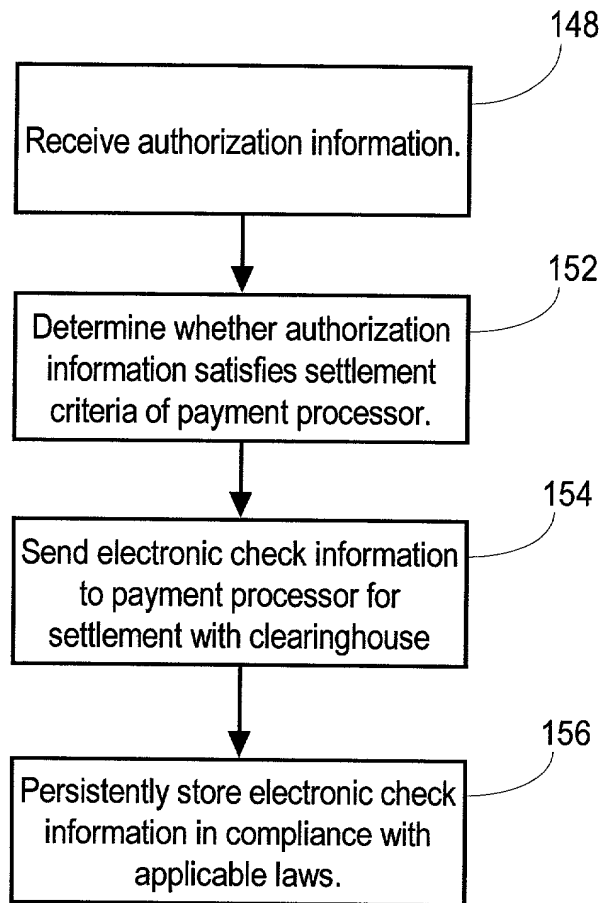 148
Receive authorization information.
152
Determine whether authorization
information satisfies settlement
criteria of payment processor.
154
Send electronic check information
to payment processor for
settlement with clearinghouse
156
Persistently store electronic check
information in compliance with
applicable laws.